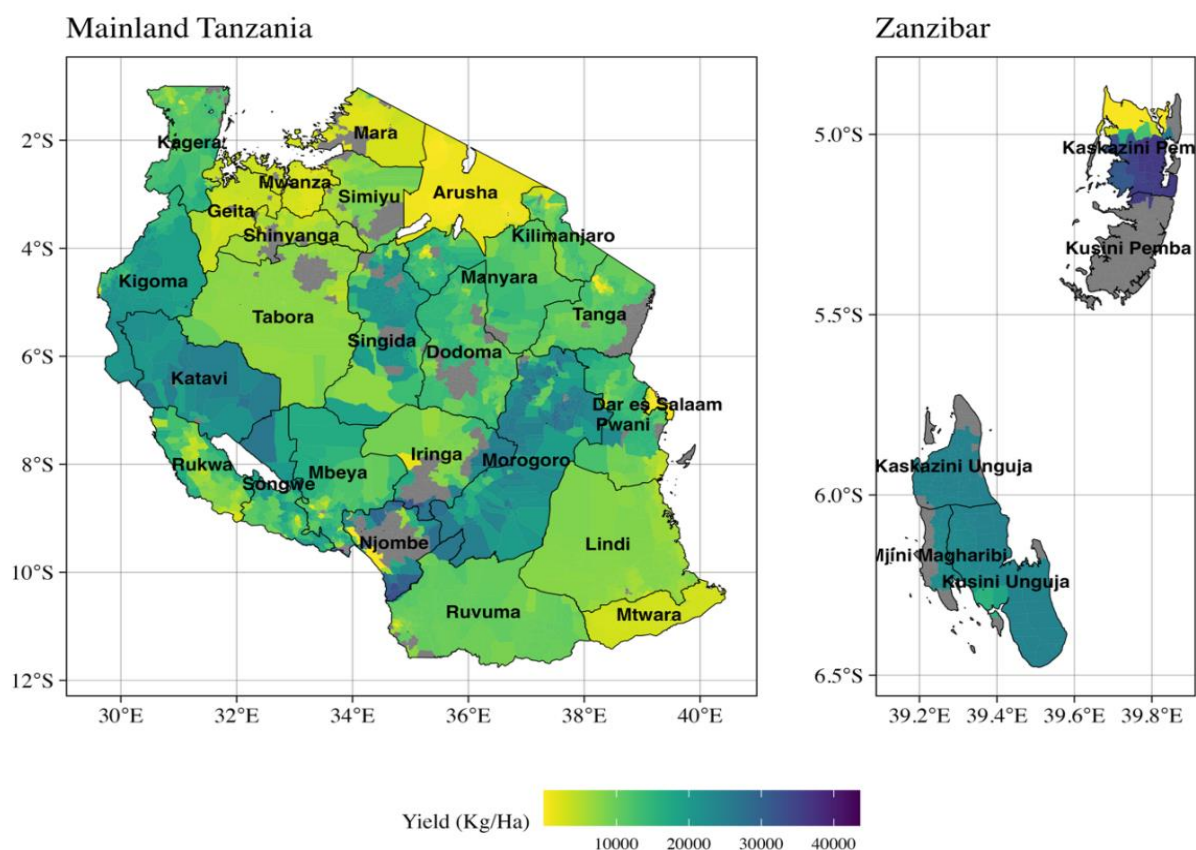 Mainland Tanzania
Zanzibar
2°S
4°S
6°S
8°S
10°S
12°S
30°E
32°E
34°E
36°E
38°E
40°E
Kagera
Mara
Mwanza
Arusha
Simiyu
Geita
Shinyanga
Kilimanjaro
Kigoma
Manyara
Tabora
Tanga
Singida
Dodoma
Katavi
Dar es Salaam
Pwani
Iringa
Morogoro
Rukwa
Songwe
Mbeya
Njombe
Lindi
Ruvuma
Mtwara
5.0°S
5.5°S
6.0°S
6.5°S
39.2°E
39.4°E
39.6°E
39.8°E
Kaskazini Pem
Kusini Pemba
Kaskazini Unguja
Mjini Magharibi
Kusini Unguja
Yield (Kg/Ha)
10000
20000
30000
40000